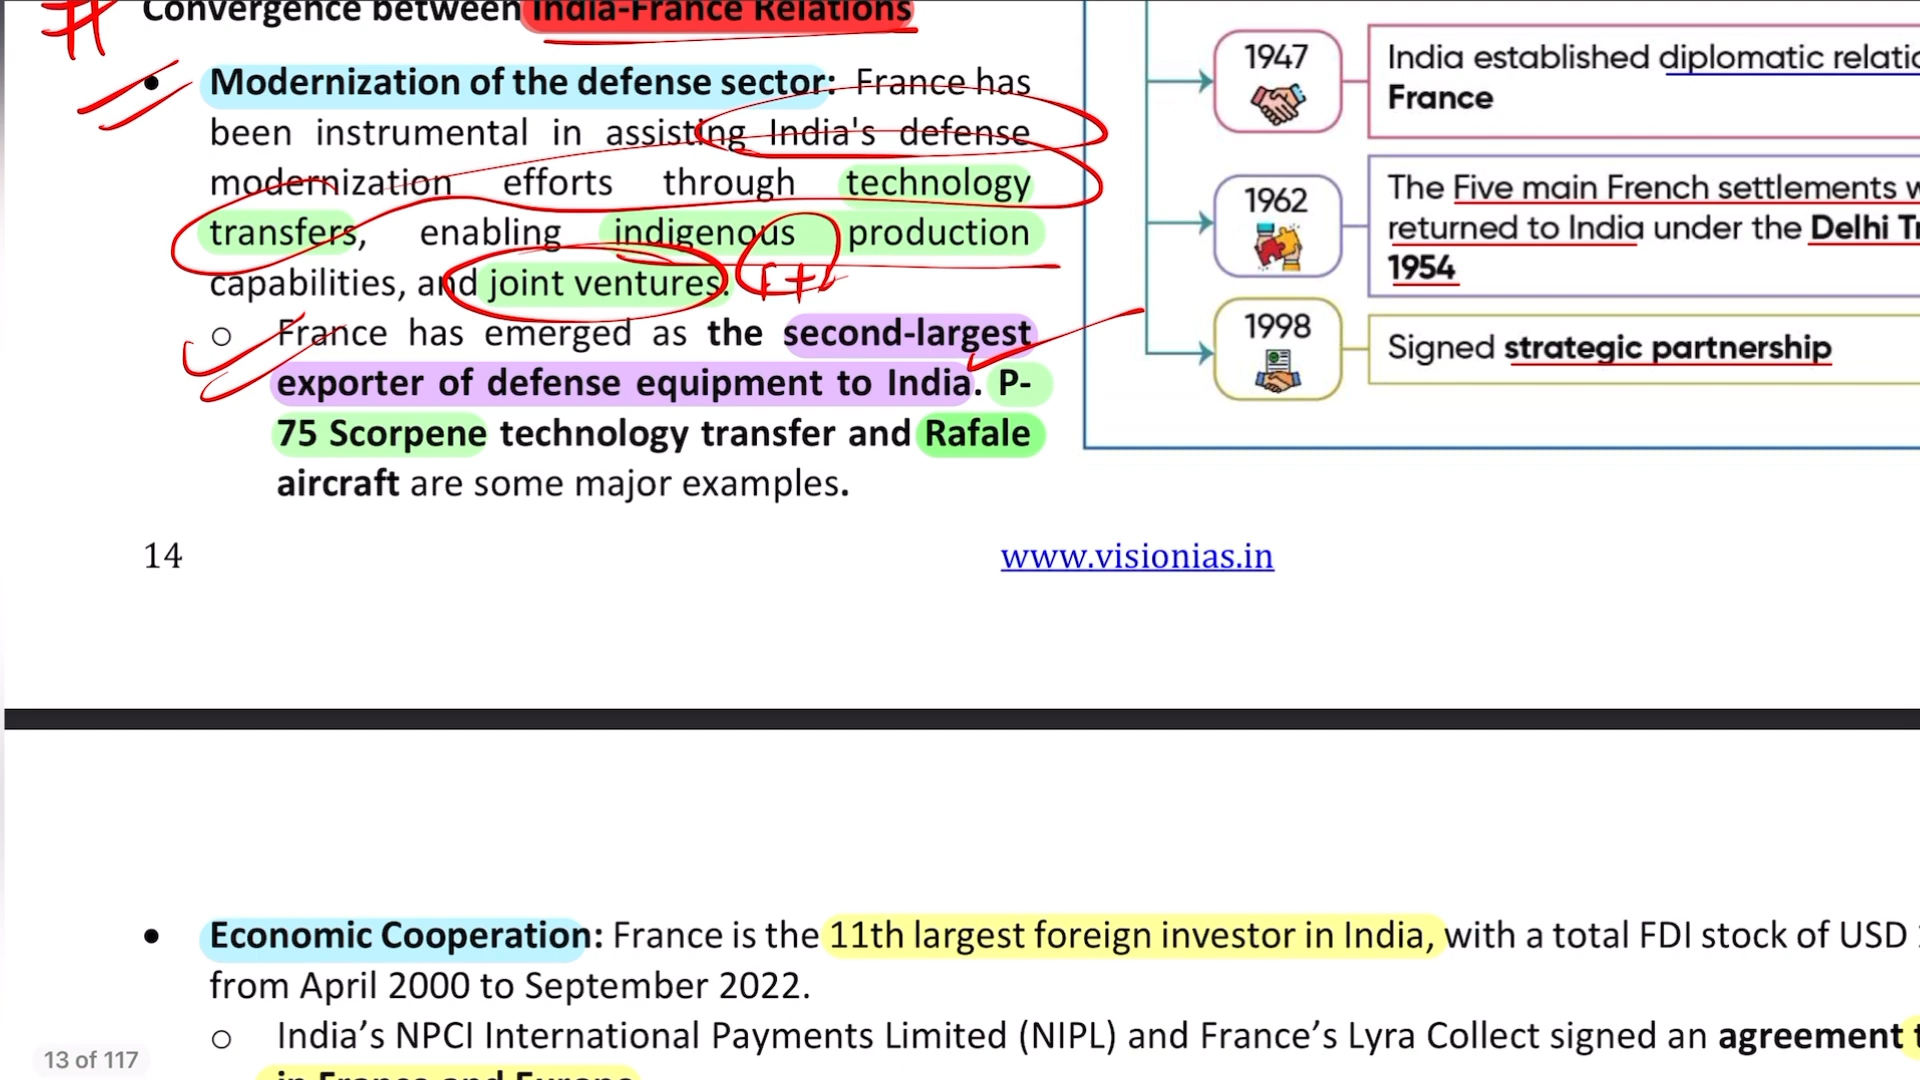 Convergence between India-France Relations
• Modernization of the defense sector: France has
been instrumental in assisting India's defense
modernization efforts through technology
transfers, enabling indigenous production
capabilities, and joint ventures.
○ France has emerged as the second-largest
exporter of defense equipment to India. P-
75 Scorpene technology transfer and Rafale
aircraft are some major examples.
1947
India established diplomatic
France
1962
The Five main French settlements
returned to India under the Delhi
1954
1998
Signed strategic partnership
14
www.visionias.in
• Economic Cooperation: France is the 11th largest foreign investor in India, with a total FDI stock of USD
from April 2000 to September 2022.
○ India's NPCI International Payments Limited (NIPL) and France's Lyra Collect signed an agreement
in France and Europe
13 of 117